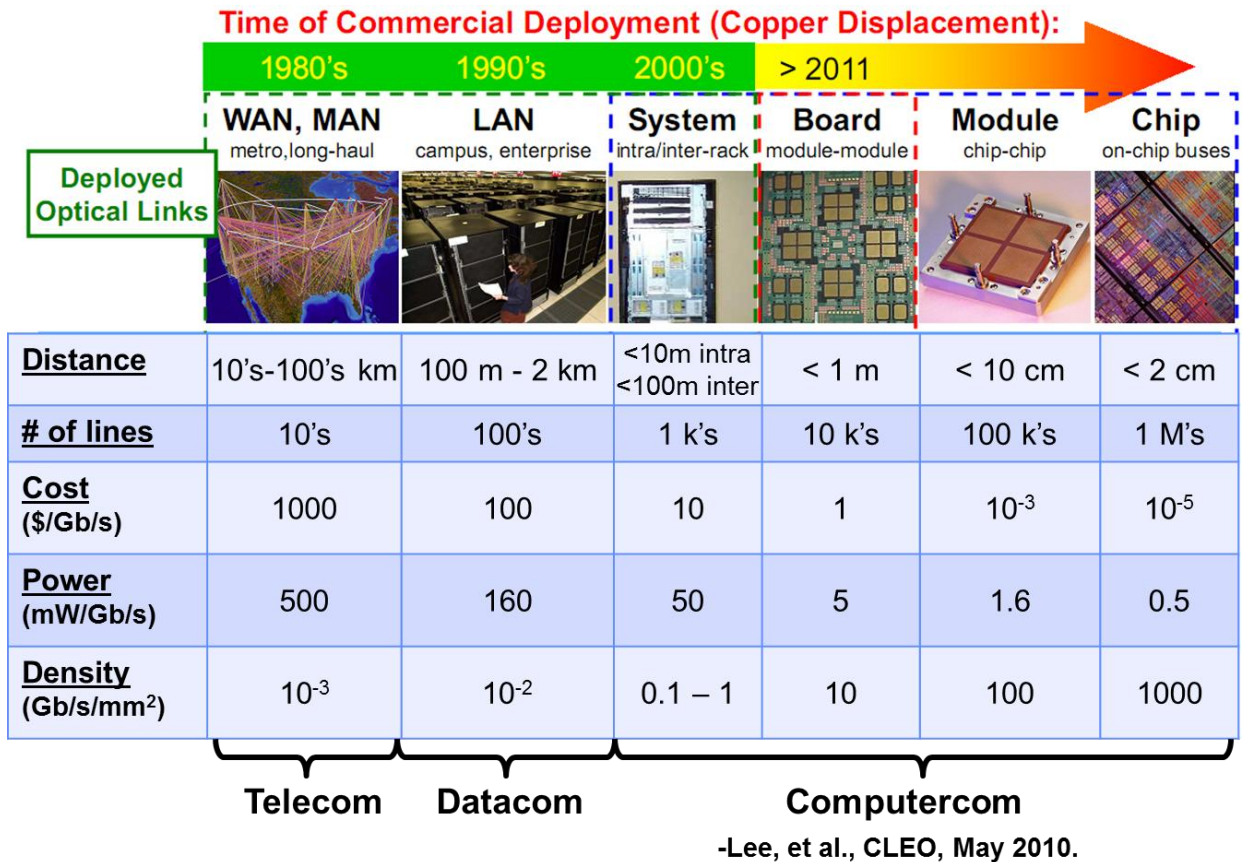 Time of Commercial Deployment (Copper Displacement):
1980's 1990's 2000's > 2011
WAN, MAN LAN System Board Module Chip
metro,long-haul campus, enterprise intra/inter-rack module-module chip-chip on-chip buses
Deployed
Optical Links
Distance 10's-100's km 100 m - 2 km <10m intra <100m inter < 1 m < 10 cm < 2 cm
# of lines 10's 100's 1 k's 10 k's 100 k's 1 M's
Cost
($/Gb/s) 1000 100 10 1 10⁻³ 10⁻⁵
Power
(mW/Gb/s) 500 160 50 5 1.6 0.5
Density
(Gb/s/mm²) 10⁻³ 10⁻² 0.1 – 1 10 100 1000
Telecom Datacom Computercom
-Lee, et al., CLEO, May 2010.